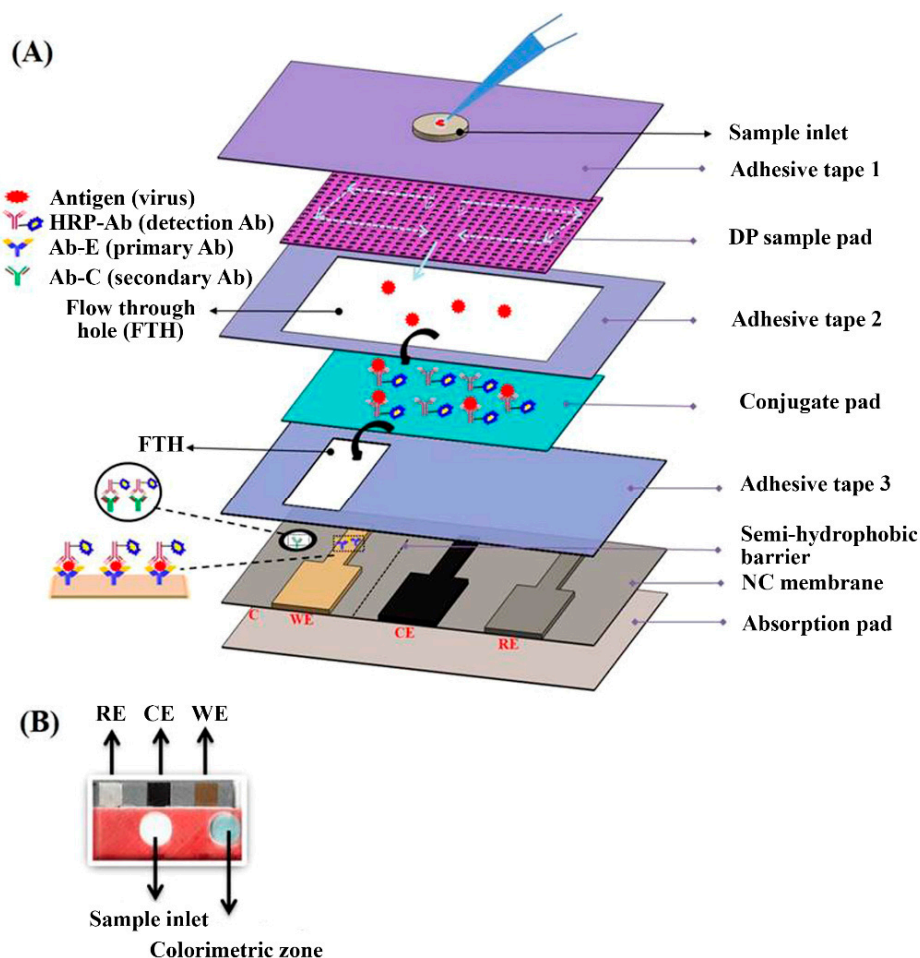 (A)
Sample inlet
Adhesive tape 1
Antigen (virus)
HRP-Ab (detection Ab)
Ab-E (primary Ab)
Ab-C (secondary Ab)
DP sample pad
Flow through
hole (FTH)
Adhesive tape 2
Conjugate pad
FTH
Adhesive tape 3
Semi-hydrophobic
barrier
NC membrane
Absorption pad
C
WE
CE
RE
(B)
RE CE WE
Sample inlet
Colorimetric zone